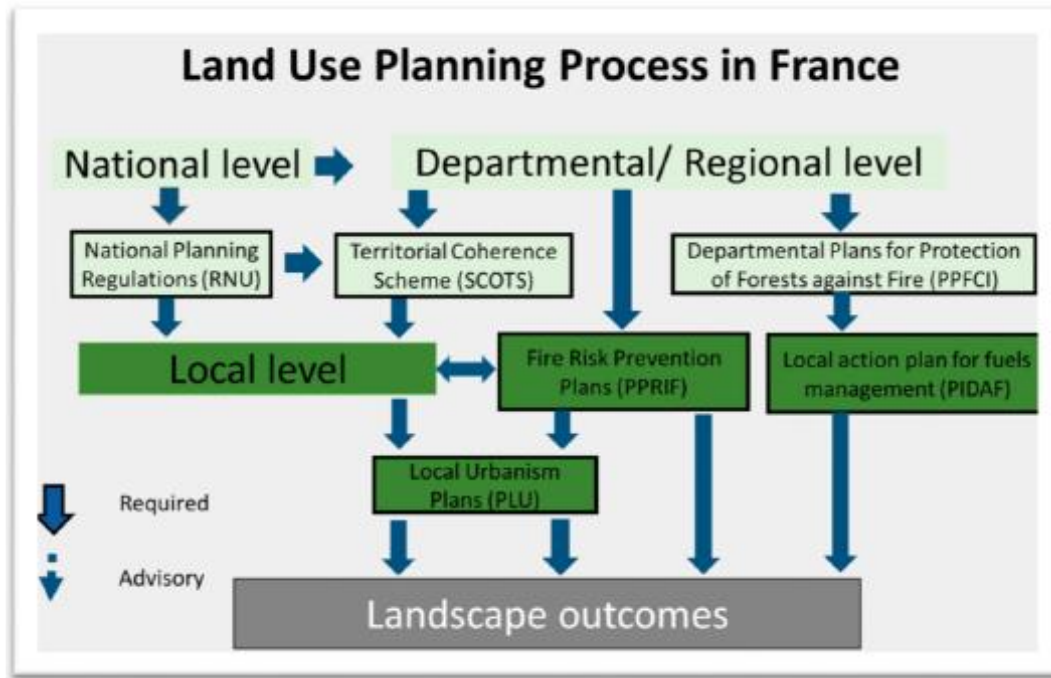 Land Use Planning Process in France
National level
Departmental/ Regional level
National Planning
Regulations (RNU)
Territorial Coherence
Scheme (SCOTS)
Departmental Plans for Protection
of Forests against Fire (PPFCI)
Local level
Fire Risk Prevention
Plans (PPRIF)
Local action plan for fuels
management (PIDAF)
Local Urbanism
Plans (PLU)
Required
Advisory
Landscape outcomes